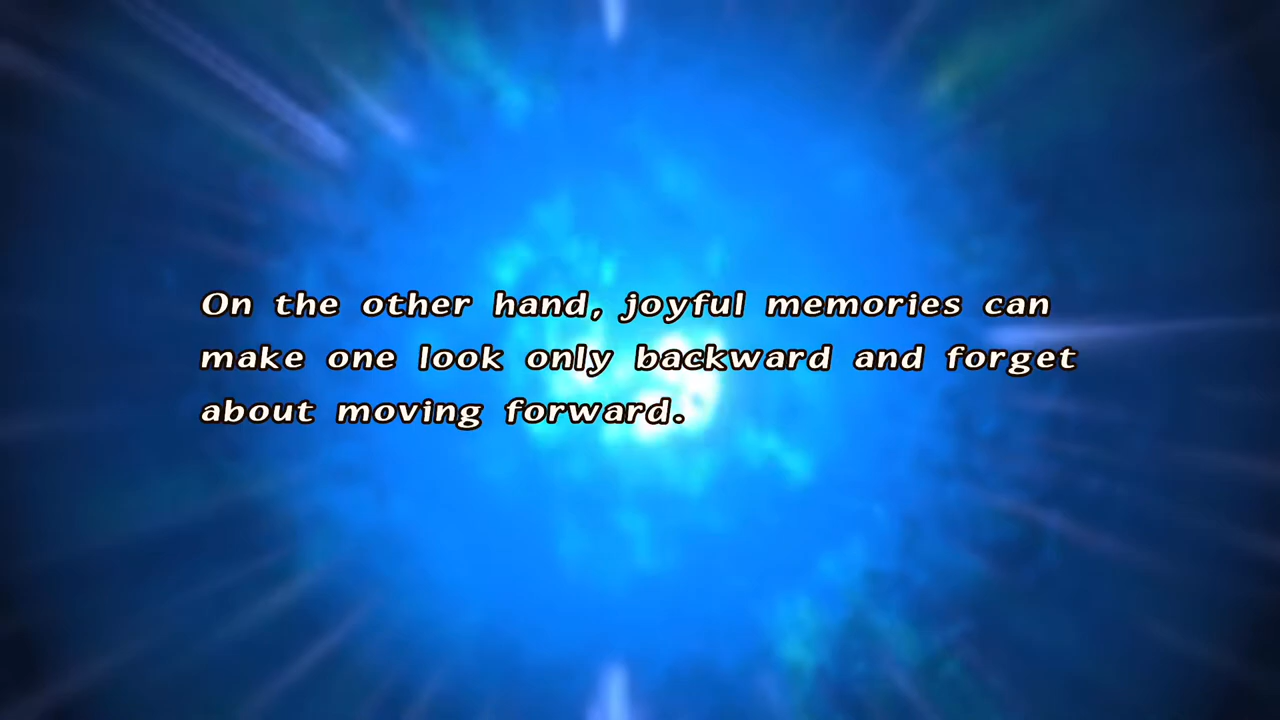 On the other hand, joyful memories can
make one look only backward and forget
about moving forward.